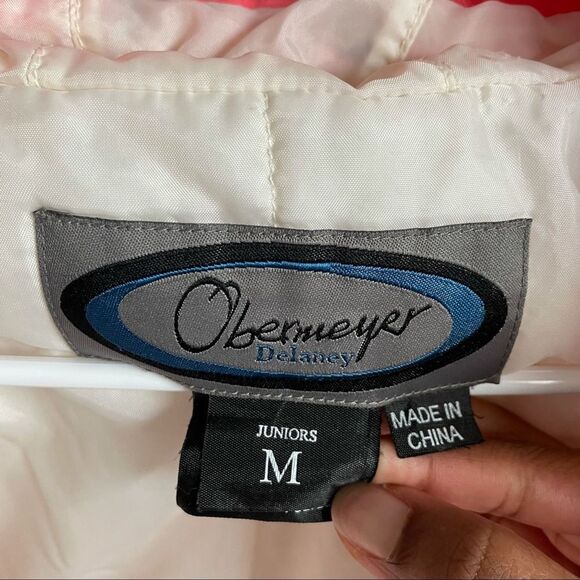 Obermeyer
Delaney
JUNIORS
M
MADE IN
CHINA